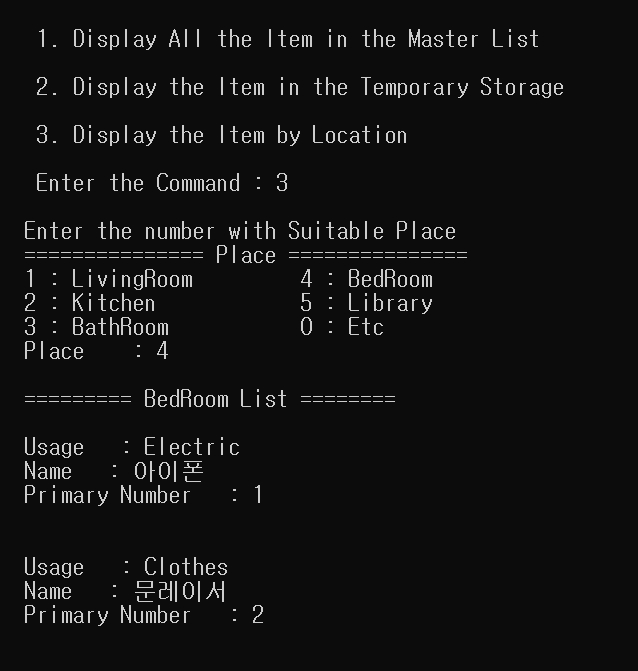 1. Display All the Item in the Master List
2. Display the Item in the Temporary Storage
3. Display the Item by Location
Enter the Command : 3
Enter the number with Suitable Place
=============== Place ===============
1 : LivingRoom 4 : BedRoom
2 : Kitchen 5 : Library
3 : BathRoom 0 : Etc
Place : 4
========= BedRoom List ========
Usage : Electric
Name : 아이폰
Primary Number : 1
Usage : Clothes
Name : 문레이서
Primary Number : 2